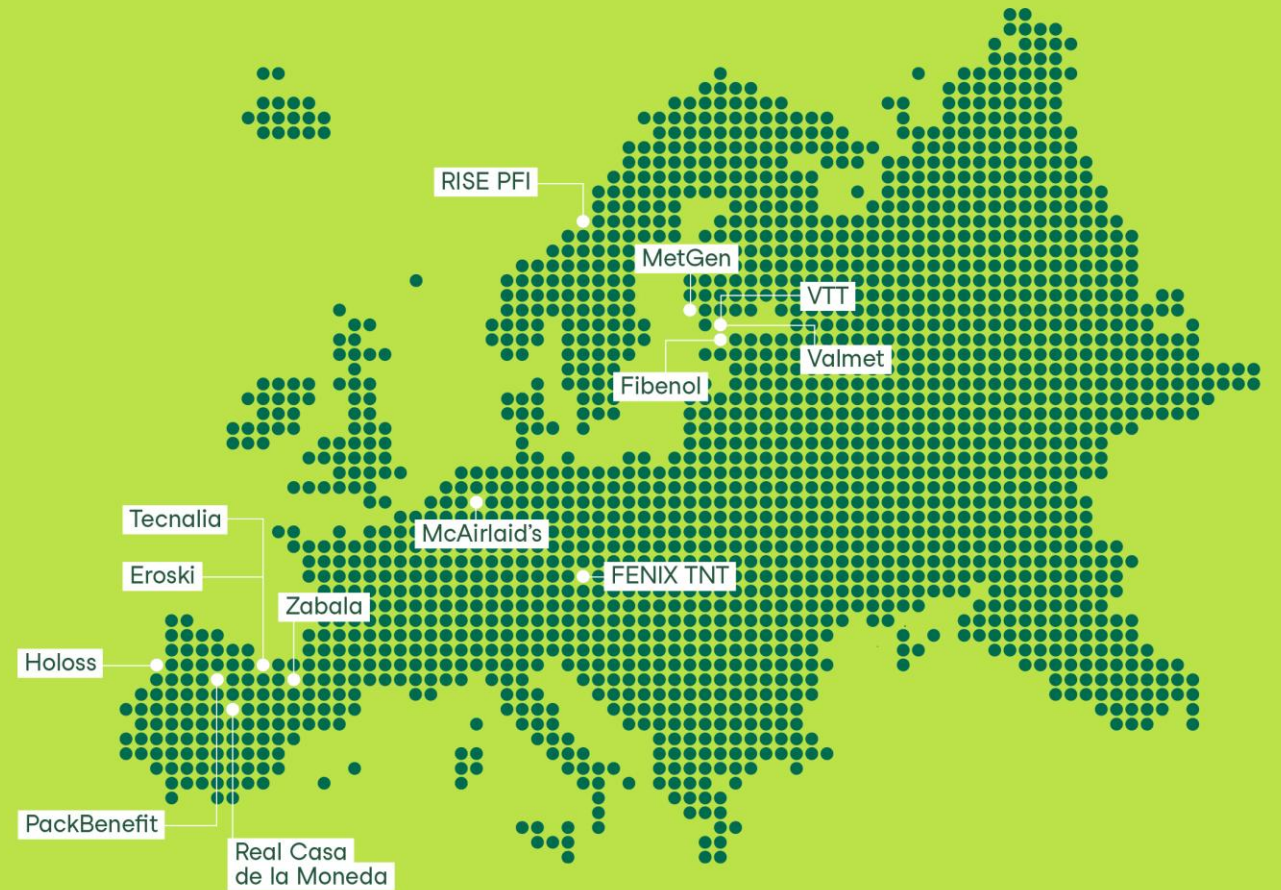 RISE PFI
MetGen
VTT
Valmet
Fibenol
Tecnalia
McAirlaid's
Eroski
FENIX TNT
Zabala
Holoss
PackBenefit
Real Casa
de la Moneda